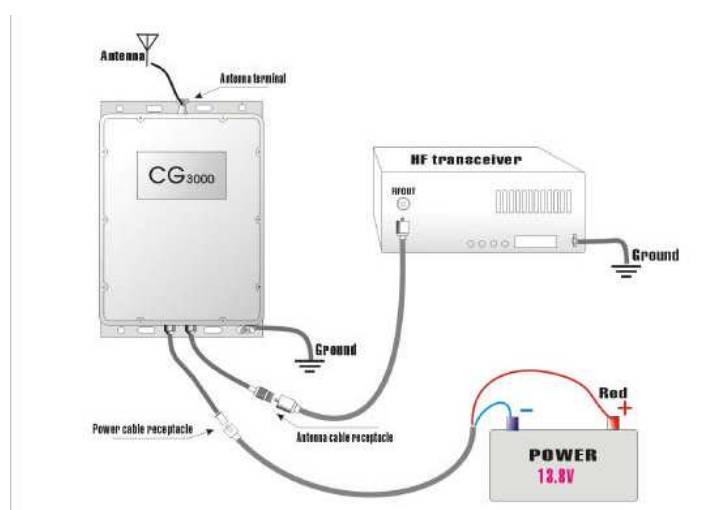 Antenna
Antenna terminal
CG3000
HF transceiver
RFOUT
Ground
Ground
Power cable receptacle
Antenna cable receptacle
Red
− +
POWER
13.8V